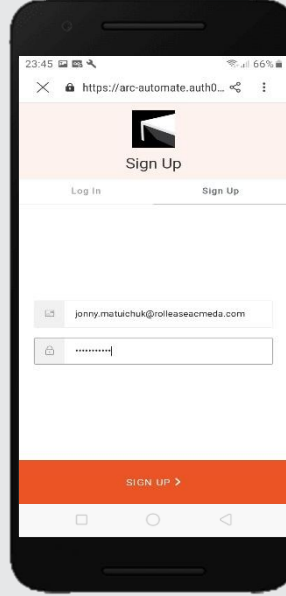 23:45 66%
https://arc-automate.auth0...
Sign Up
Log In Sign Up
jonny.matuichuk@rolleaseacmeda.com
•••••••••••
SIGN UP >